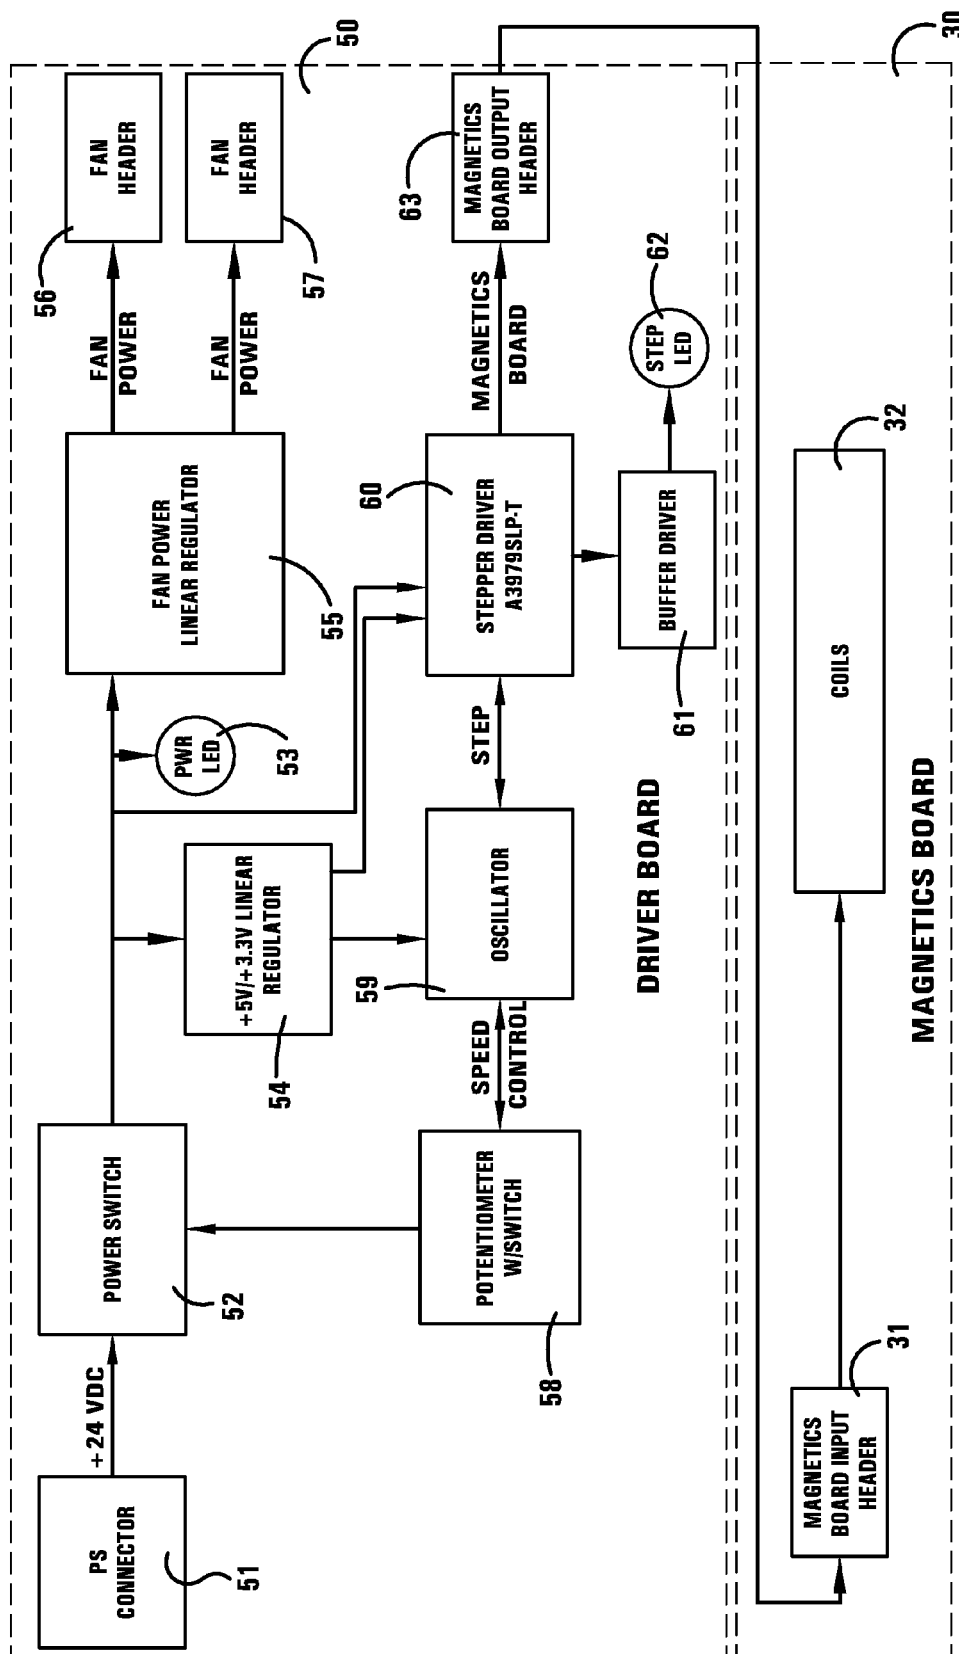 PS
CONNECTOR
51
+24 VDC
POWER SWITCH
52
PWR
LED
53
+5V/+3.3V LINEAR
REGULATOR
54
FAN POWER
LINEAR REGULATOR
55
FAN
POWER
FAN
POWER
FAN
HEADER
56
FAN
HEADER
57
50
POTENTIOMETER
W/SWITCH
58
SPEED
CONTROL
OSCILLATOR
59
STEP
STEPPER DRIVER
A3979SLP-T
60
MAGNETICS
BOARD
MAGNETICS
BOARD OUTPUT
HEADER
63
BUFFER DRIVER
61
STEP
LED
62
DRIVER BOARD
MAGNETICS
BOARD INPUT
HEADER
31
COILS
32
MAGNETICS BOARD
30